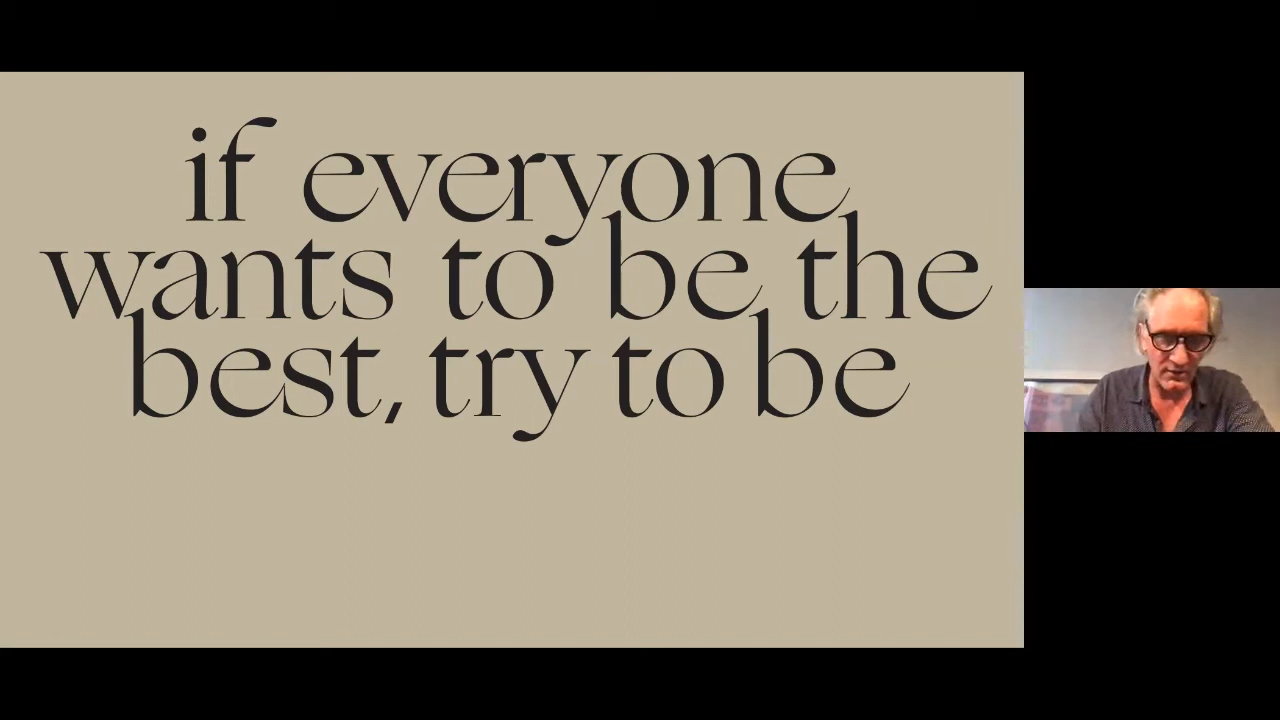 if everyone
wants to be the
best, try to be